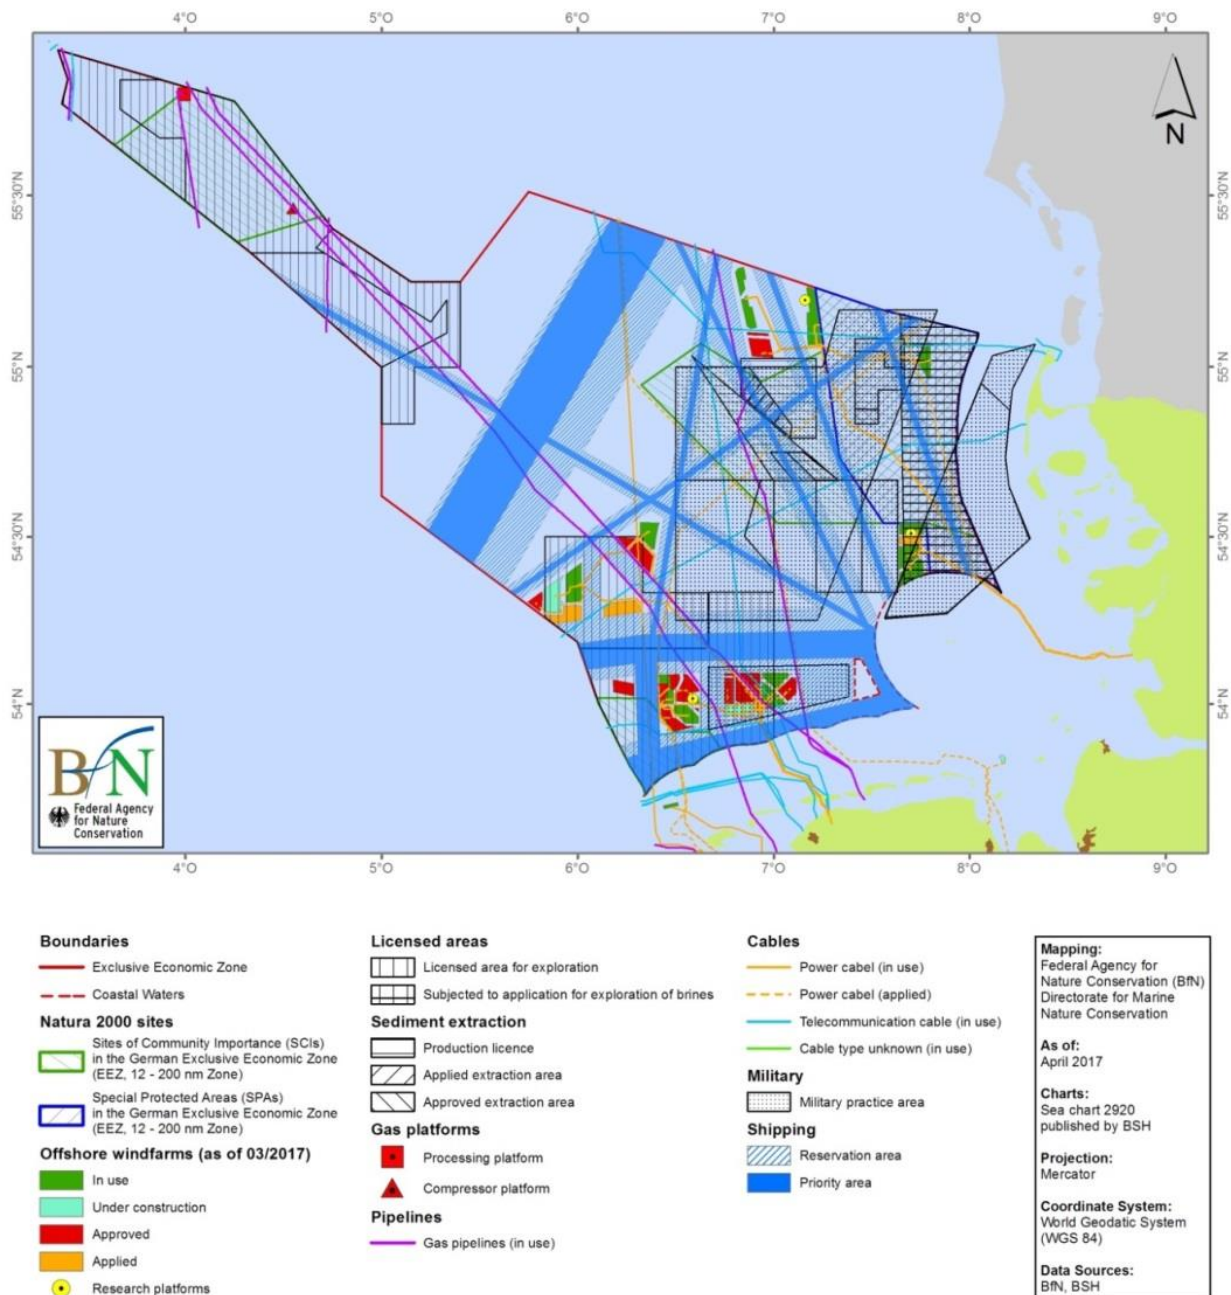 4°O 5°O 6°O 7°O 8°O 9°O
55°30'N 55°30'N
55°N 55°N
54°30'N 54°30'N
54°N 54°N
N
BfN
Federal Agency
for Nature
Conservation
4°O 5°O 6°O 7°O 8°O 9°O
Boundaries
Exclusive Economic Zone
Coastal Waters
Natura 2000 sites
Sites of Community Importance (SCIs)
in the German Exclusive Economic Zone
(EEZ, 12 - 200 nm Zone)
Special Protected Areas (SPAs)
in the German Exclusive Economic Zone
(EEZ, 12 - 200 nm Zone)
Offshore windfarms (as of 03/2017)
In use
Under construction
Approved
Applied
Research platforms
Licensed areas
Licensed area for exploration
Subjected to application for exploration of brines
Sediment extraction
Production licence
Applied extraction area
Approved extraction area
Gas platforms
Processing platform
Compressor platform
Pipelines
Gas pipelines (in use)
Cables
Power cabel (in use)
Power cabel (applied)
Telecommunication cable (in use)
Cable type unknown (in use)
Military
Military practice area
Shipping
Reservation area
Priority area
Mapping:
Federal Agency for
Nature Conservation (BfN)
Directorate for Marine
Nature Conservation
As of:
April 2017
Charts:
Sea chart 2920
published by BSH
Projection:
Mercator
Coordinate System:
World Geodatic System
(WGS 84)
Data Sources:
BfN, BSH